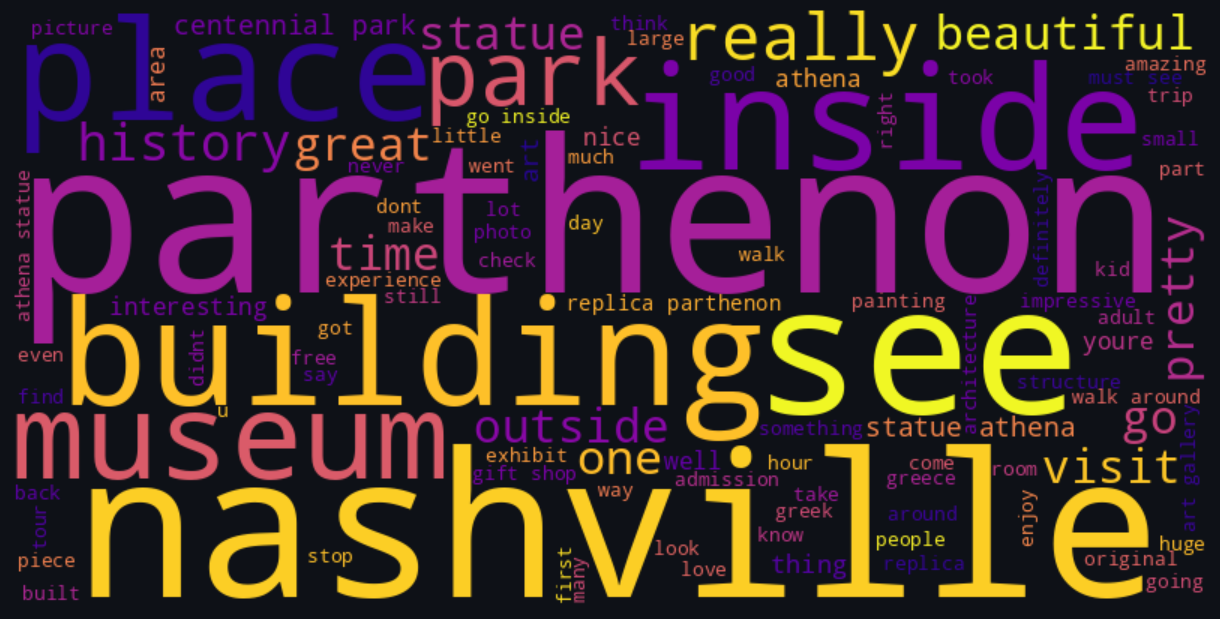 picture
centennial park
statue
think
large
really
beautiful
place
area
park
inside
good
athena
took
must see
amazing
trip
go inside
right
small
history
great
little
nice
never
went
art
much
part
parthenon
athena statue
dont
make
lot
photo
day
definitely
time
check
walk
kid
experience
still
pretty
interesting
replica parthenon
painting
impressive
adult
building
got
see
architecture
youre
even
didnt
free
say
structure
find
u
walk around
museum
outside
something
statue athena
go
exhibit
one
well
hour
gift shop
admission
come
greece
room
visit
art gallery
back
way
take
greek
nashville
tour
around
enjoy
know
people
huge
piece
stop
first
many
look
love
thing
replica
original
built
going